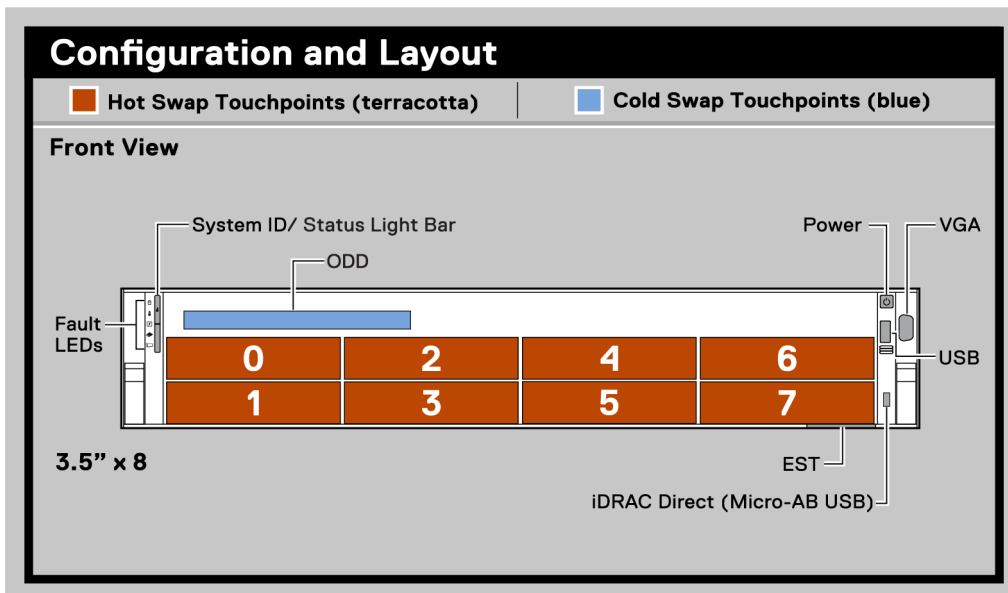 Configuration and Layout
Hot Swap Touchpoints (terracotta)
Cold Swap Touchpoints (blue)
Front View
System ID/ Status Light Bar
Power
VGA
ODD
Fault
LEDs
USB
0 2 4 6
1 3 5 7
3.5” x 8
EST
iDRAC Direct (Micro-AB USB)